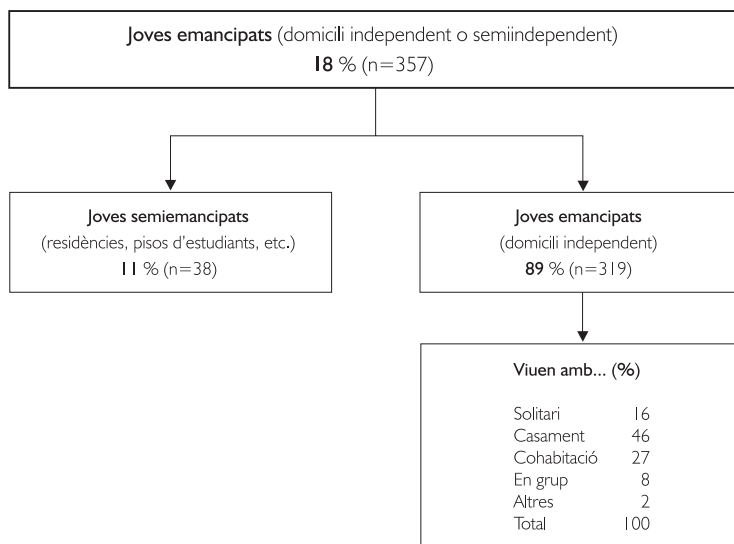 Joves emancipats (domicili independent o semiindependent)
18 % (n=357)
Joves semiemancipats
(residències, pisos d'estudiants, etc.)
11 % (n=38)
Joves emancipats
(domicili independent)
89 % (n=319)
Viuen amb... (%)
Solitari 16
Casament 46
Cohabitació 27
En grup 8
Altres 2
Total 100